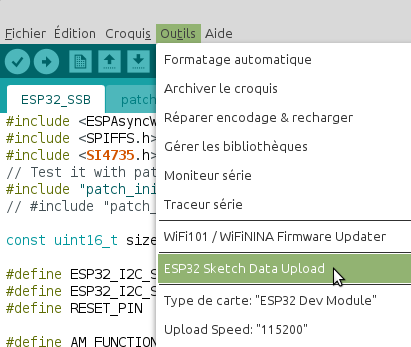 Fichier Édition Croquis Outils Aide
Formatage automatique
Archiver le croquis
Réparer encodage & recharger
Gérer les bibliothèques
Moniteur série
Traceur série
WiFi101 / WiFiNINA Firmware Updater
ESP32 Sketch Data Upload
Type de carte: "ESP32 Dev Module"
Upload Speed: "115200"
ESP32_SSB patch_
#include <ESPAsyncW
#include <SPIFFS.h>
#include <SI4735.h>
// Test it with pat
#include "patch_ini
// #include "patch_
const uint16_t size
#define ESP32_I2C_S
#define ESP32_I2C_S
#define RESET_PIN
#define AM_FUNCTION